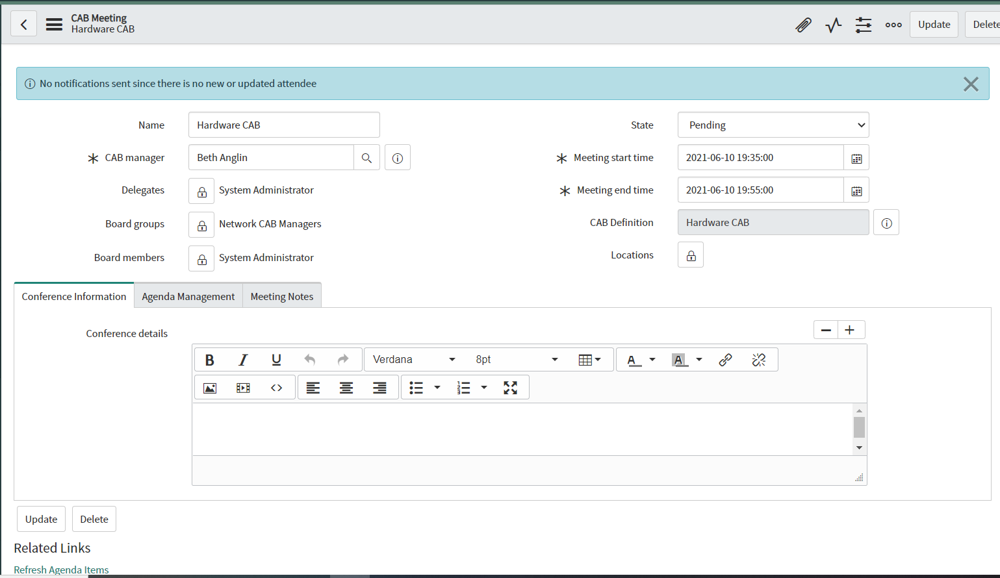 CAB Meeting
Hardware CAB
Update
Delete
No notifications sent since there is no new or updated attendee
Name
Hardware CAB
State
Pending
CAB manager
Beth Anglin
Meeting start time
2021-06-10 19:35:00
Delegates
System Administrator
Meeting end time
2021-06-10 19:55:00
Board groups
Network CAB Managers
CAB Definition
Hardware CAB
Board members
System Administrator
Locations
Conference Information
Agenda Management
Meeting Notes
Conference details
Verdana
8pt
Update
Delete
Related Links
Refresh Agenda Items